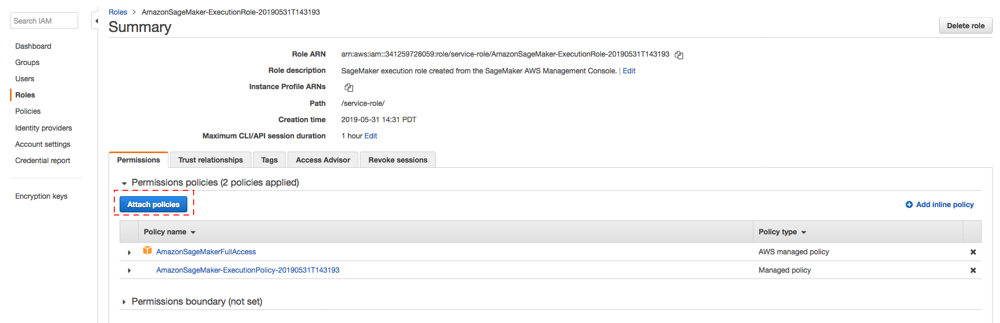 Search IAM
Dashboard
Groups
Users
Roles
Policies
Identity providers
Account settings
Credential report
Encryption keys
Roles > AmazonSageMaker-ExecutionRole-20190531T143193
Summary
Delete role
Role ARN arn:aws:iam::341259728059:role/service-role/AmazonSageMaker-ExecutionRole-20190531T143193
Role description SageMaker execution role created from the SageMaker AWS Management Console. | Edit
Instance Profile ARNs
Path /service-role/
Creation time 2019-05-31 14:31 PDT
Maximum CLI/API session duration 1 hour Edit
Permissions Trust relationships Tags Access Advisor Revoke sessions
Permissions policies (2 policies applied)
Attach policies Add inline policy
Policy name Policy type
AmazonSageMakerFullAccess AWS managed policy
AmazonSageMaker-ExecutionPolicy-20190531T143193 Managed policy
Permissions boundary (not set)